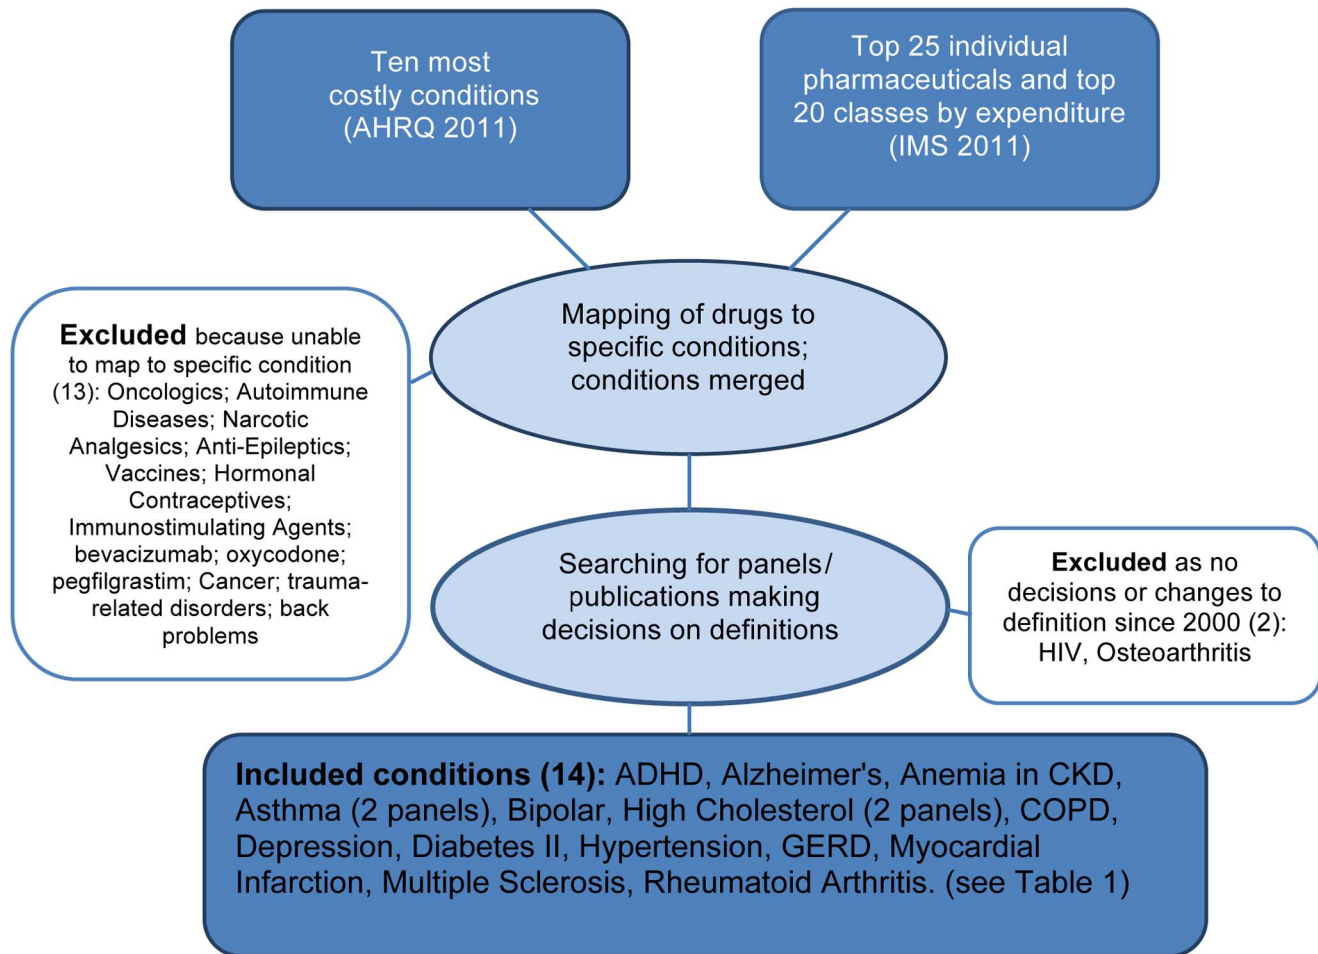 Ten most
costly conditions
(AHRQ 2011)
Top 25 individual
pharmaceuticals and top
20 classes by expenditure
(IMS 2011)
Mapping of drugs to
specific conditions;
conditions merged
Excluded because unable
to map to specific condition
(13): Oncologics; Autoimmune
Diseases; Narcotic
Analgesics; Anti-Epileptics;
Vaccines; Hormonal
Contraceptives;
Immunostimulating Agents;
bevacizumab; oxycodone;
pegfilgrastim; Cancer; trauma-
related disorders; back
problems
Searching for panels/
publications making
decisions on definitions
Excluded as no
decisions or changes to
definition since 2000 (2):
HIV, Osteoarthritis
Included conditions (14): ADHD, Alzheimer's, Anemia in CKD,
Asthma (2 panels), Bipolar, High Cholesterol (2 panels), COPD,
Depression, Diabetes II, Hypertension, GERD, Myocardial
Infarction, Multiple Sclerosis, Rheumatoid Arthritis. (see Table 1)